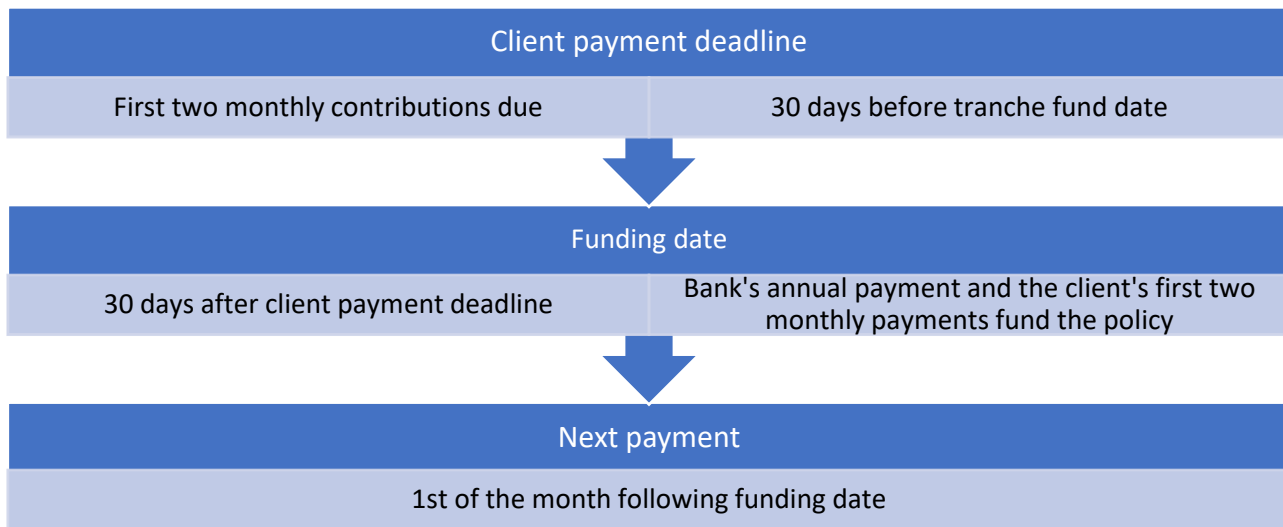 Client payment deadline
First two monthly contributions due
30 days before tranche fund date
Funding date
30 days after client payment deadline
Bank's annual payment and the client's first two
monthly payments fund the policy
Next payment
1st of the month following funding date